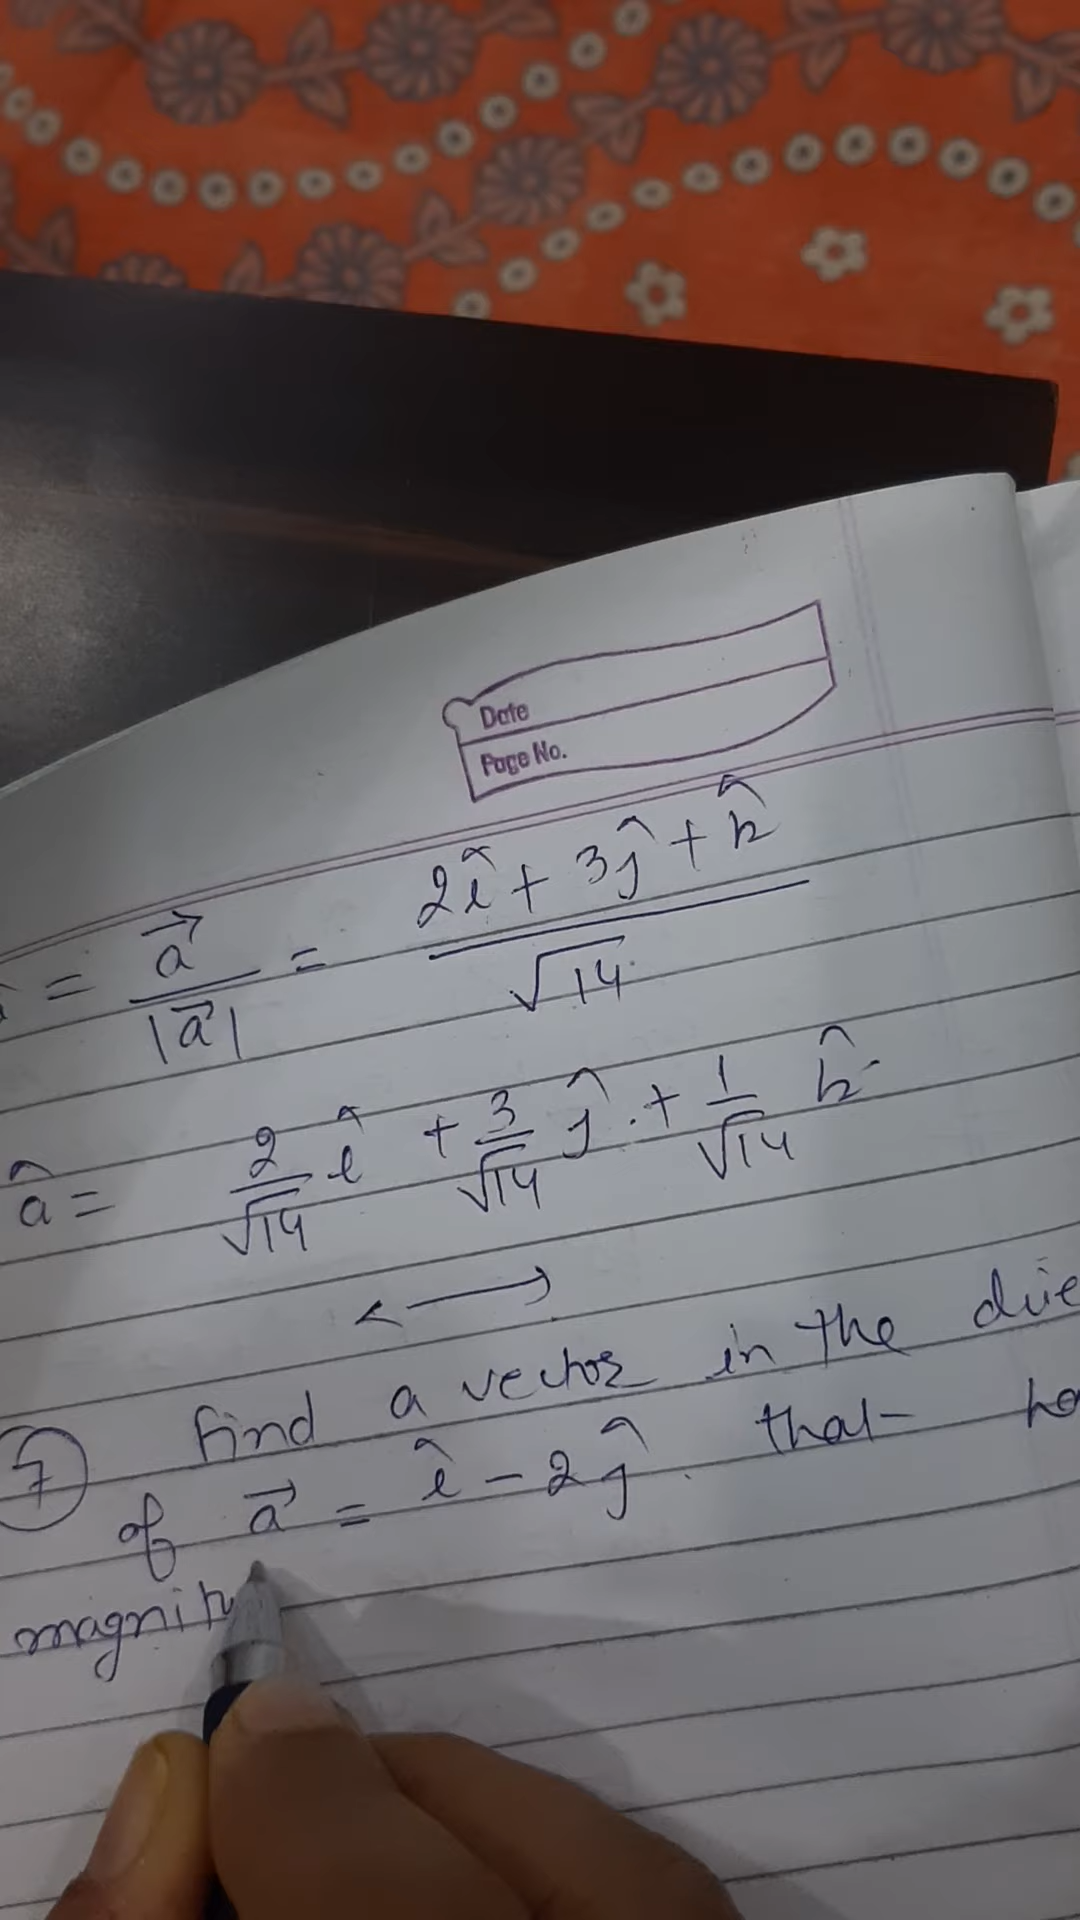 Date
Page No.
= a⃗ / |a⃗| = (2î + 3ĵ + k̂) / √14
â = 2/√14 î + 3/√14 ĵ + 1/√14 k̂
7 Find a vector in the
of a⃗ = î - 2ĵ that